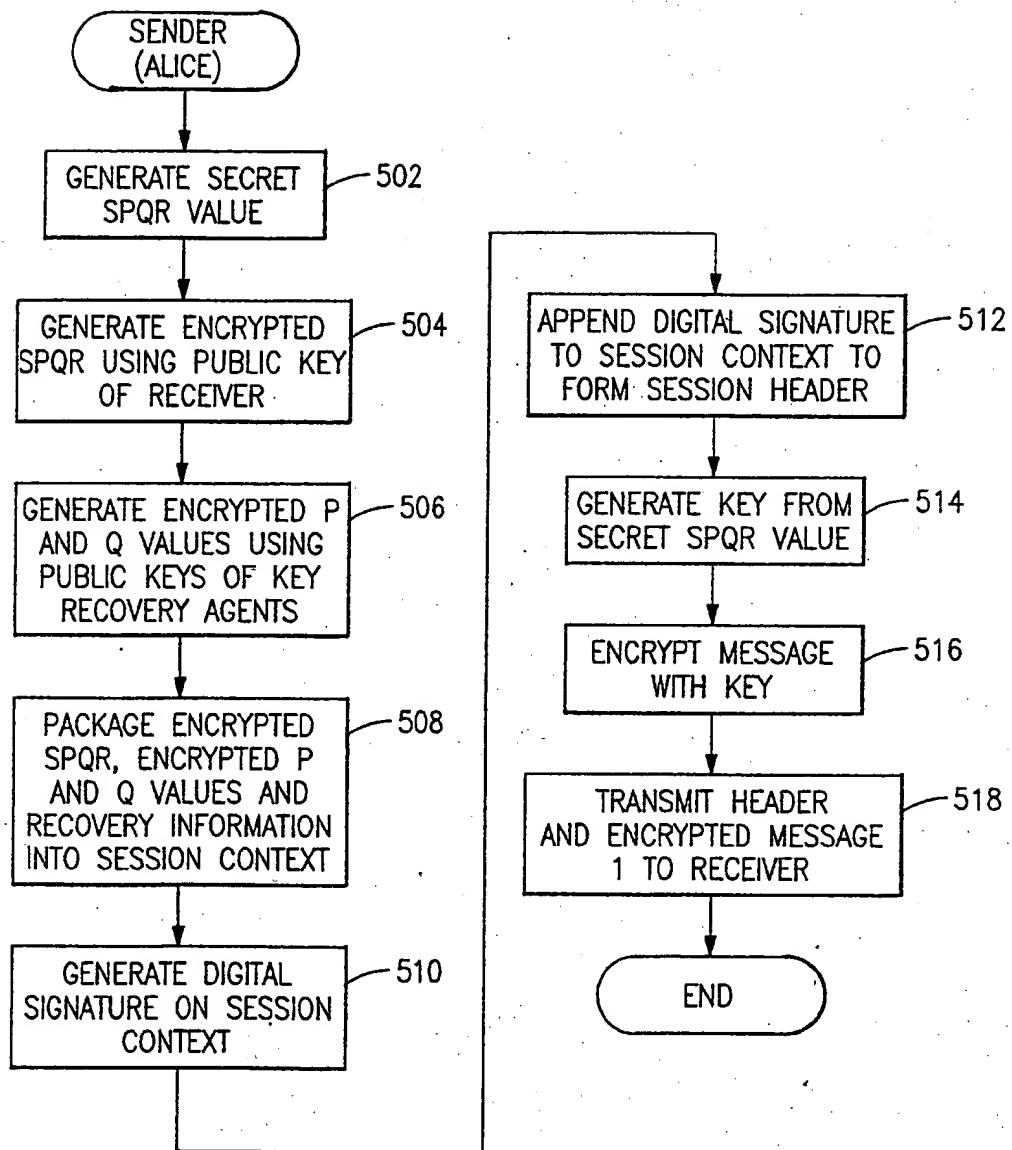 SENDER
(ALICE)
GENERATE SECRET
SPQR VALUE
502
GENERATE ENCRYPTED
SPQR USING PUBLIC KEY
OF RECEIVER
504
GENERATE ENCRYPTED P
AND Q VALUES USING
PUBLIC KEYS OF KEY
RECOVERY AGENTS
506
PACKAGE ENCRYPTED
SPQR, ENCRYPTED P
AND Q VALUES AND
RECOVERY INFORMATION
INTO SESSION CONTEXT
508
GENERATE DIGITAL
SIGNATURE ON SESSION
CONTEXT
510
APPEND DIGITAL SIGNATURE
TO SESSION CONTEXT TO
FORM SESSION HEADER
512
GENERATE KEY FROM
SECRET SPQR VALUE
514
ENCRYPT MESSAGE
WITH KEY
516
TRANSMIT HEADER
AND ENCRYPTED MESSAGE
1 TO RECEIVER
518
END